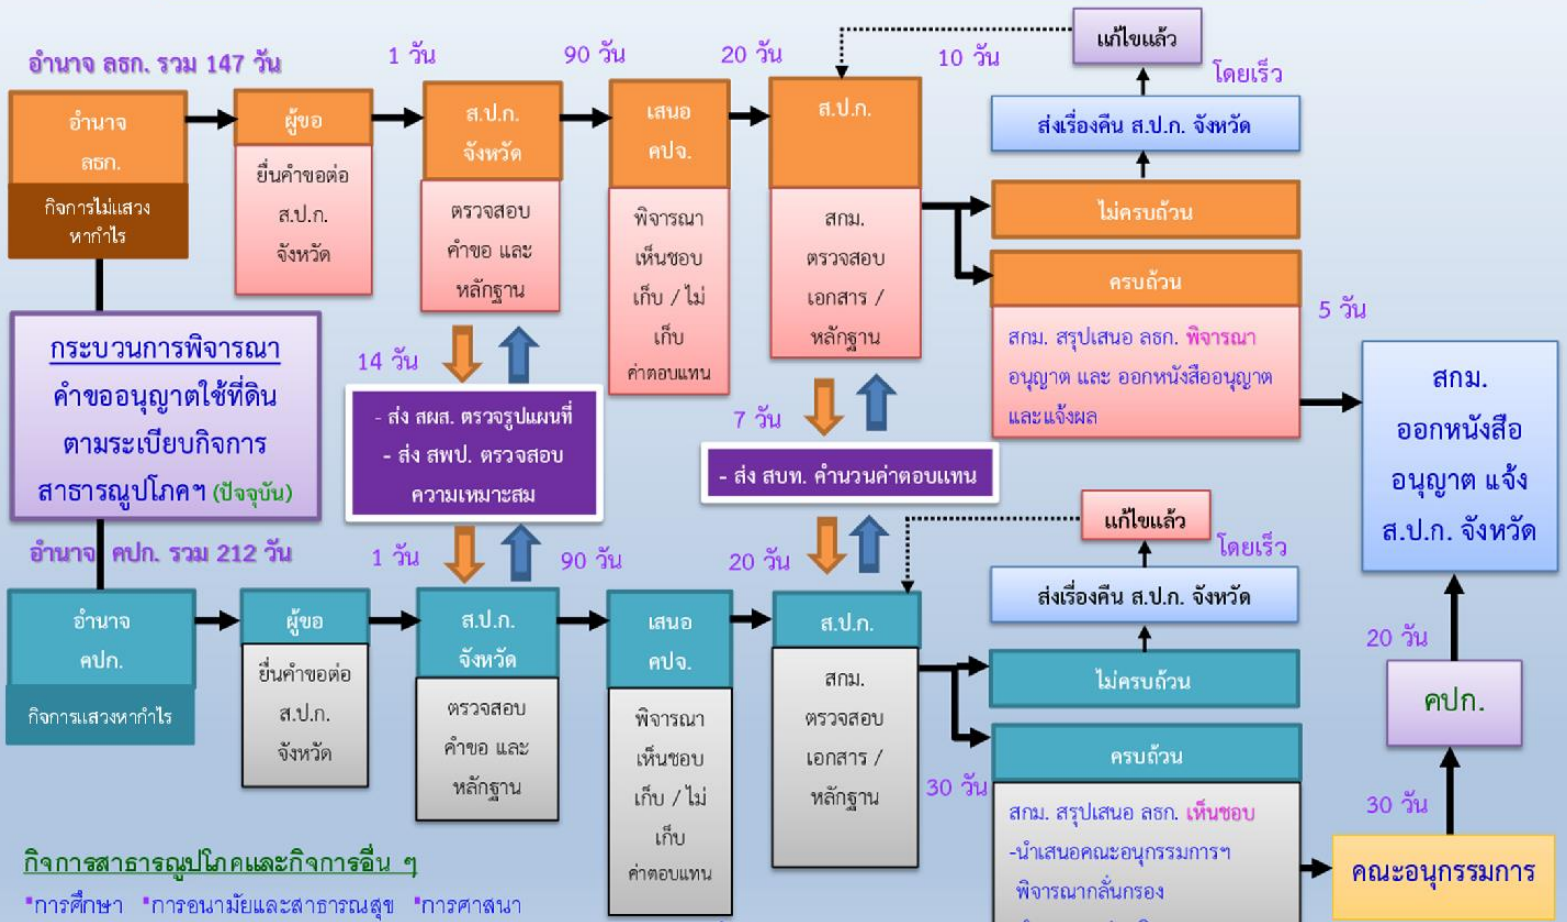 อำนาจ ลธก. รวม 147 วัน
1 วัน
90 วัน
20 วัน
10 วัน
แก้ไขแล้ว
โดยเร็ว
ส่งเรื่องคืน ส.ป.ก. จังหวัด
อำนาจ
ลธก.
กิจการไม่แสวง
หากำไร
ผู้ขอ
ยื่นคำขอต่อ
ส.ป.ก.
จังหวัด
ส.ป.ก.
จังหวัด
ตรวจสอบ
คำขอ และ
หลักฐาน
เสนอ
คปจ.
พิจารณา
เห็นชอบ
เก็บ / ไม่
เก็บ
ค่าตอบแทน
ส.ป.ก.
สกม.
ตรวจสอบ
เอกสาร /
หลักฐาน
ไม่ครบถ้วน
ครบถ้วน
สกม. สรุปเสนอ ลธก. พิจารณา
อนุญาต และ ออกหนังสืออนุญาต
และแจ้งผล
5 วัน
สกม.
ออกหนังสือ
อนุญาต แจ้ง
ส.ป.ก. จังหวัด
กระบวนการพิจารณา
คำขออนุญาตใช้ที่ดิน
ตามระเบียบกิจการ
สาธารณูปโภคฯ (ปัจจุบัน)
14 วัน
- ส่ง สผส. ตรวจรูปแผนที่
- ส่ง สพป. ตรวจสอบ
ความเหมาะสม
7 วัน
- ส่ง สบท. คำนวนค่าตอบแทน
อำนาจ คปก. รวม 212 วัน
1 วัน
90 วัน
20 วัน
แก้ไขแล้ว
โดยเร็ว
ส่งเรื่องคืน ส.ป.ก. จังหวัด
อำนาจ
คปก.
กิจการแสวงหากำไร
ผู้ขอ
ยื่นคำขอต่อ
ส.ป.ก.
จังหวัด
ส.ป.ก.
จังหวัด
ตรวจสอบ
คำขอ และ
หลักฐาน
เสนอ
คปจ.
พิจารณา
เห็นชอบ
เก็บ / ไม่
เก็บ
ค่าตอบแทน
ส.ป.ก.
สกม.
ตรวจสอบ
เอกสาร /
หลักฐาน
ไม่ครบถ้วน
ครบถ้วน
30 วัน
สกม. สรุปเสนอ ลธก. เห็นชอบ
-นำเสนอคณะอนุกรรมการฯ
พิจารณากลั่นกรอง
20 วัน
คปก.
30 วัน
คณะอนุกรรมการ
กิจการสาธารณูปโภคและกิจการอื่น ๆ
▪การศึกษา ▪การอนามัยและสาธารณสุข ▪การศาสนา